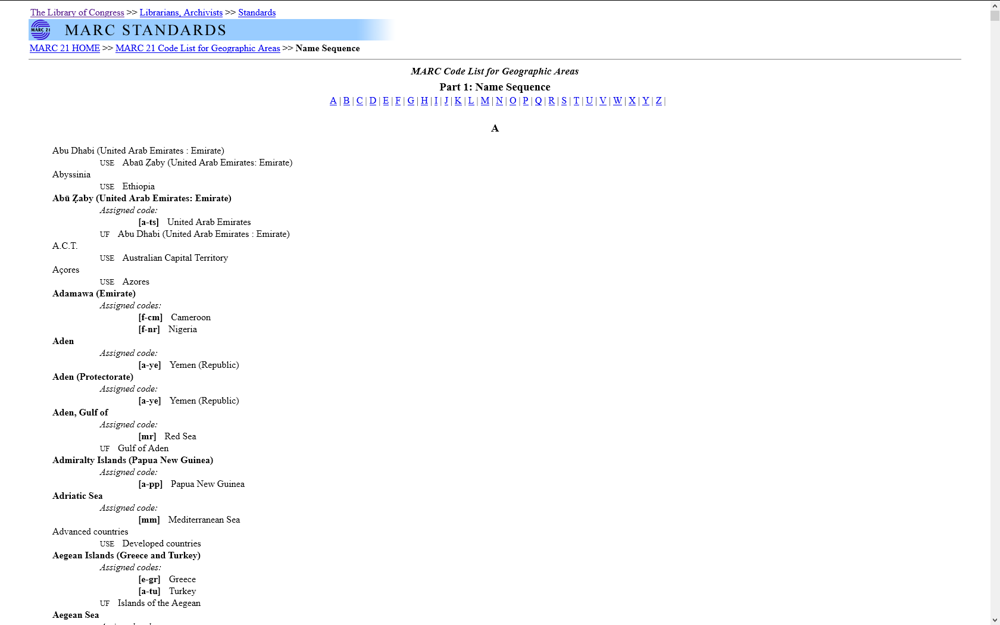 The Library of Congress >> Librarians, Archivists >> Standards
MARC 21 MARC STANDARDS
MARC 21 HOME >> MARC 21 Code List for Geographic Areas >> Name Sequence
MARC Code List for Geographic Areas
Part 1: Name Sequence
A | B | C | D | E | F | G | H | I | J | K | L | M | N | O | P | Q | R | S | T | U | V | W | X | Y | Z |
A
Abu Dhabi (United Arab Emirates : Emirate)
USE Abaū Ẓaby (United Arab Emirates: Emirate)
Abyssinia
USE Ethiopia
Abū Ẓaby (United Arab Emirates: Emirate)
Assigned code:
[a-ts] United Arab Emirates
UF Abu Dhabi (United Arab Emirates : Emirate)
A.C.T.
USE Australian Capital Territory
Açores
USE Azores
Adamawa (Emirate)
Assigned codes:
[f-cm] Cameroon
[f-nr] Nigeria
Aden
Assigned code:
[a-ye] Yemen (Republic)
Aden (Protectorate)
Assigned code:
[a-ye] Yemen (Republic)
Aden, Gulf of
Assigned code:
[mr] Red Sea
UF Gulf of Aden
Admiralty Islands (Papua New Guinea)
Assigned code:
[a-pp] Papua New Guinea
Adriatic Sea
Assigned code:
[mm] Mediterranean Sea
Advanced countries
USE Developed countries
Aegean Islands (Greece and Turkey)
Assigned codes:
[e-gr] Greece
[a-tu] Turkey
UF Islands of the Aegean
Aegean Sea